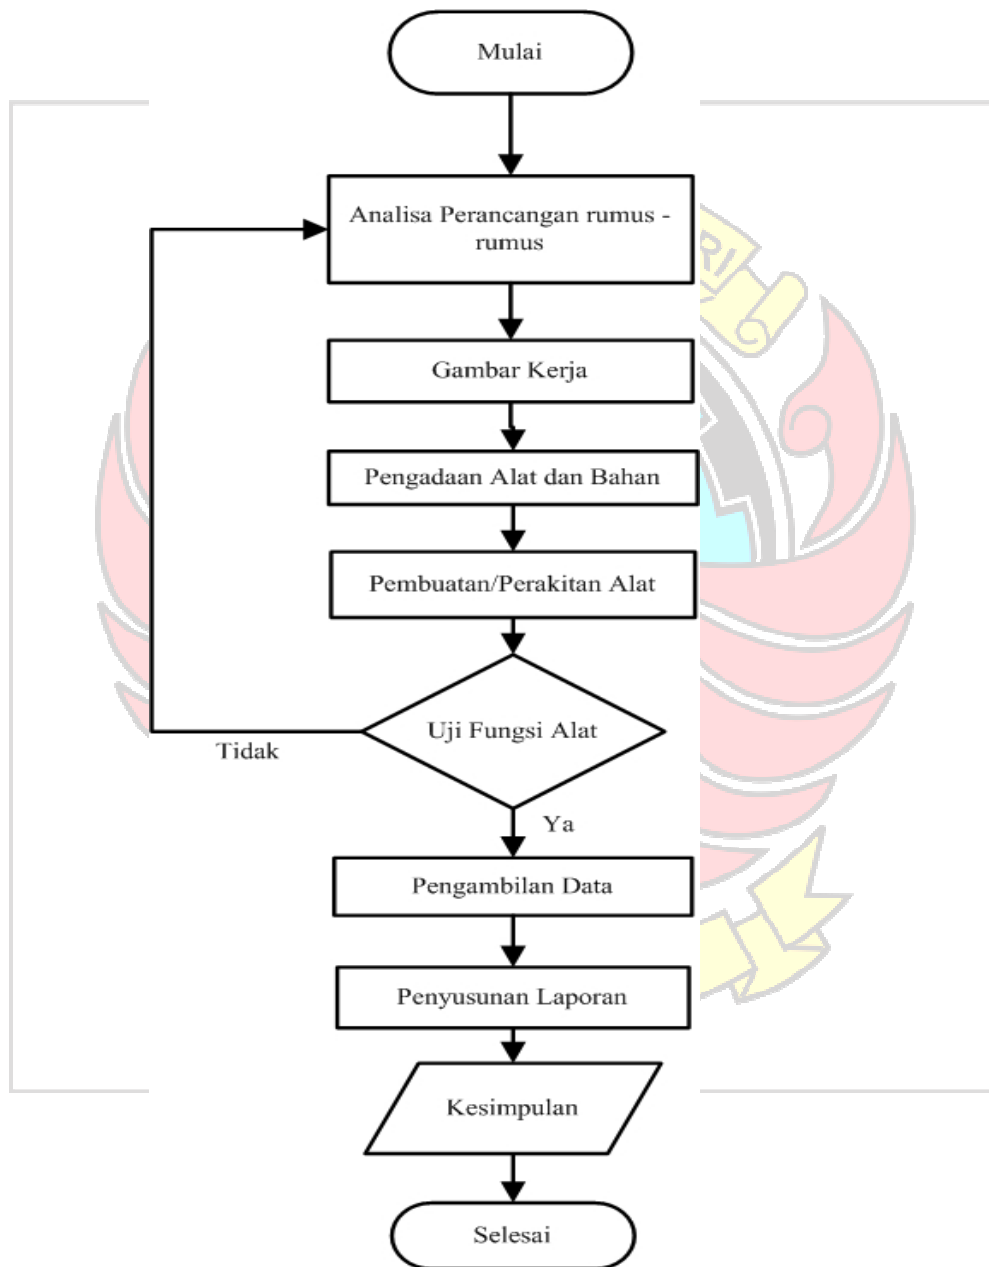 Mulai
Analisa Perancangan rumus -
rumus
Gambar Kerja
Pengadaan Alat dan Bahan
Pembuatan/Perakitan Alat
Uji Fungsi Alat
Tidak
Ya
Pengambilan Data
Penyusunan Laporan
Kesimpulan
Selesai